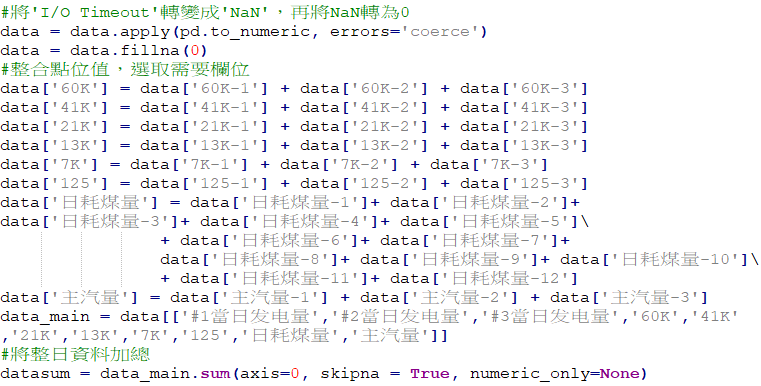 #將'I/O Timeout'轉變成'NaN'，再將NaN轉為0
data = data.apply(pd.to_numeric, errors='coerce')
data = data.fillna(0)
#整合點位值，選取需要欄位
data['60K'] = data['60K-1'] + data['60K-2'] + data['60K-3']
data['41K'] = data['41K-1'] + data['41K-2'] + data['41K-3']
data['21K'] = data['21K-1'] + data['21K-2'] + data['21K-3']
data['13K'] = data['13K-1'] + data['13K-2'] + data['13K-3']
data['7K'] = data['7K-1'] + data['7K-2'] + data['7K-3']
data['125'] = data['125-1'] + data['125-2'] + data['125-3']
data['日耗煤量'] = data['日耗煤量-1']+ data['日耗煤量-2']+
data['日耗煤量-3']+ data['日耗煤量-4']+ data['日耗煤量-5']\
+ data['日耗煤量-6']+ data['日耗煤量-7']+
data['日耗煤量-8']+ data['日耗煤量-9']+ data['日耗煤量-10']\
+ data['日耗煤量-11']+ data['日耗煤量-12']
data['主汽量'] = data['主汽量-1'] + data['主汽量-2'] + data['主汽量-3']
data_main = data[['#1當日发电量','#2當日发电量','#3當日发电量','60K','41K'
,'21K','13K','7K','125','日耗煤量','主汽量']]
#將整日資料加總
datasum = data_main.sum(axis=0, skipna = True, numeric_only=None)